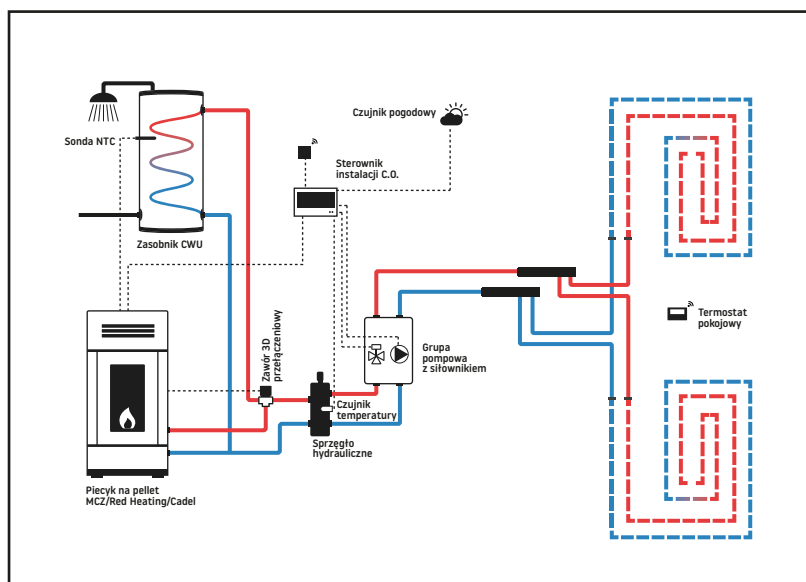 Czujnik pogodowy
Sonda NTC
Sterownik
instalacji C.O.
Zasobnik CWU
Termostat
pokojowy
Zawór 3D
przełączeniowy
Grupa
pompowa
z siłownikiem
Czujnik
temperatury
Sprzęgło
hydrauliczne
Piecyk na pellet
MCZ/Red Heating/Cadel